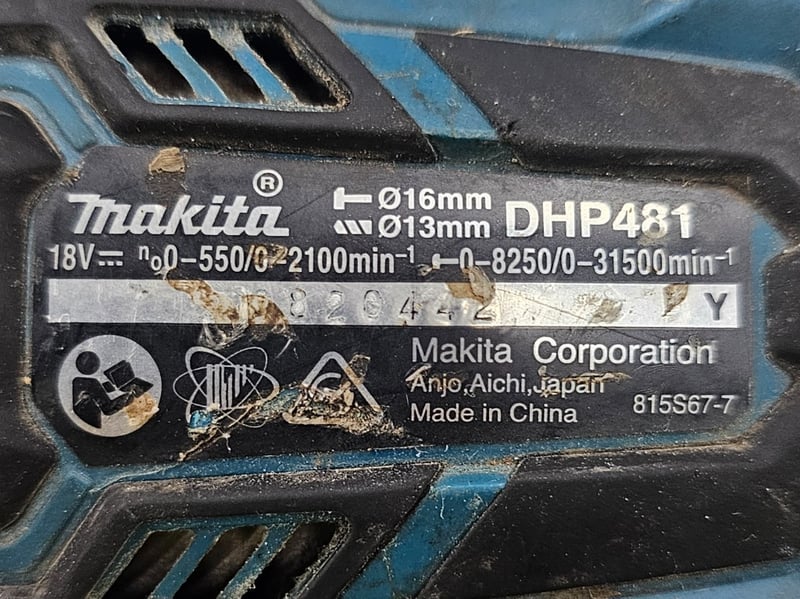 makita® Ø16mm DHP481
Ø13mm
18V n₀0-550/0-2100min⁻¹ 0-8250/0-31500min⁻¹
Y
Makita Corporation
Anjo, Aichi, Japan
Made in China 815S67-7